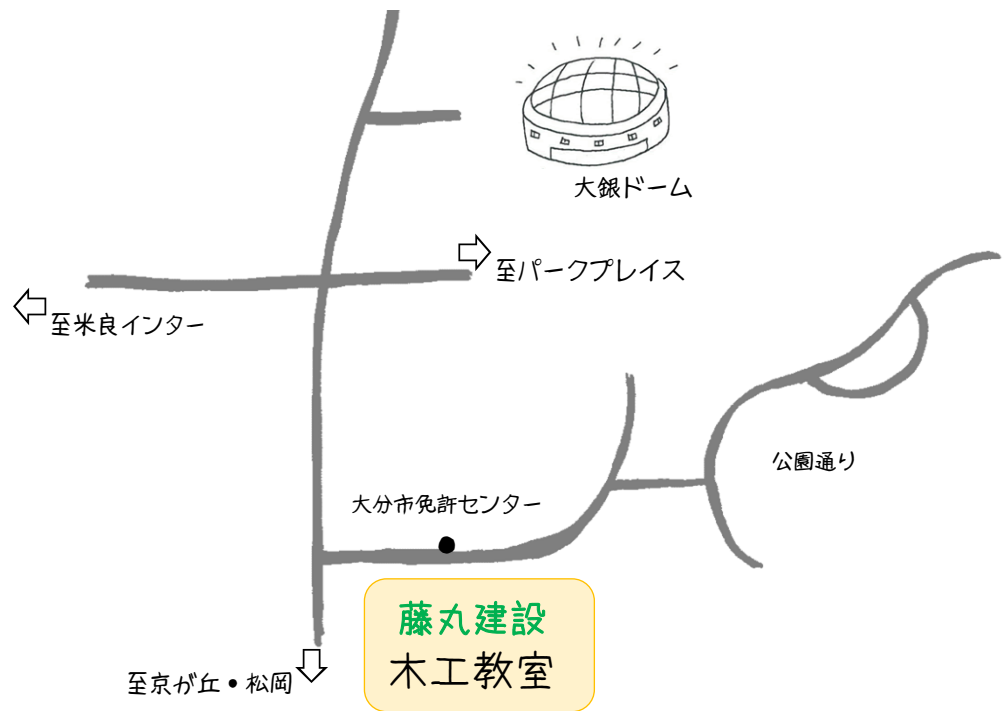 大銀ドーム
至パークプレイス
至米良インター
公園通り
大分市免許センター
藤丸建設
木工教室
至京が丘・松岡